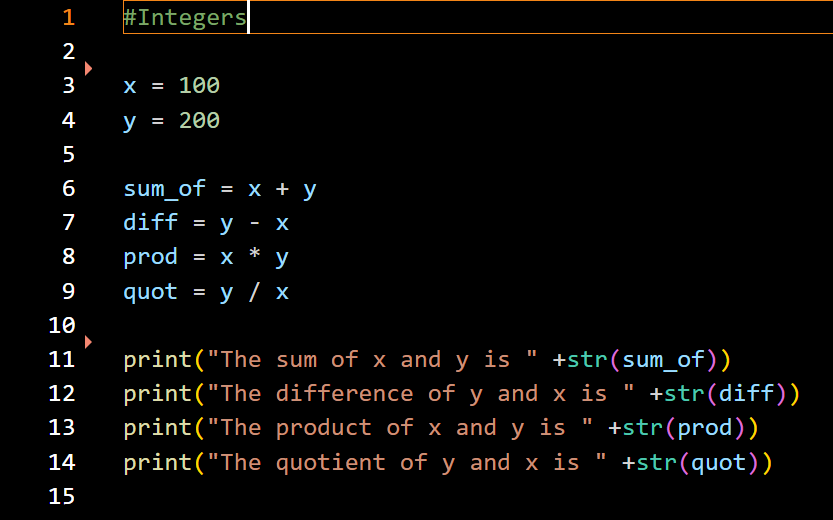 1 #Integers
2
3 x = 100
4 y = 200
5
6 sum_of = x + y
7 diff = y - x
8 prod = x * y
9 quot = y / x
10
11 print("The sum of x and y is " +str(sum_of))
12 print("The difference of y and x is " +str(diff))
13 print("The product of x and y is " +str(prod))
14 print("The quotient of y and x is " +str(quot))
15